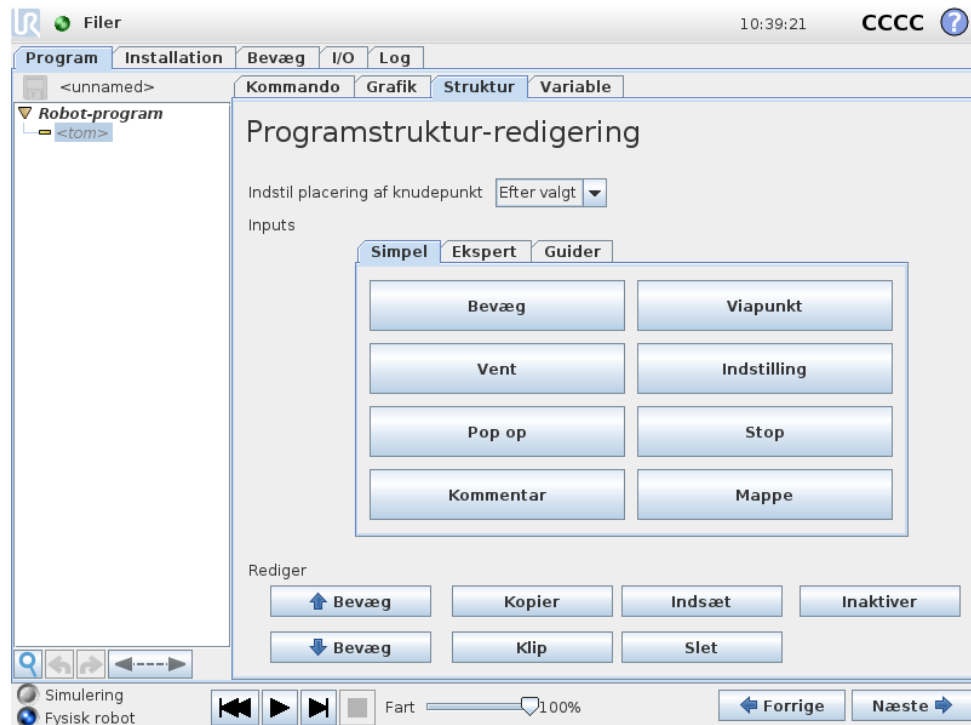 UR Filer 10:39:21 CCCC ?
Program Installation Bevæg I/O Log
<unnamed> Kommando Grafik Struktur Variable
Robot-program
<tom>
Programstruktur-redigering
Indstil placering af knudepunkt Efter valgt
Inputs
Simpel Ekspert Guider
Bevæg Viapunkt
Vent Indstilling
Pop op Stop
Kommentar Mappe
Rediger
Bevæg Kopier Indsæt Inaktiver
Bevæg Klip Slet
Simulering
Fysisk robot
Fart 100% Forrige Næste